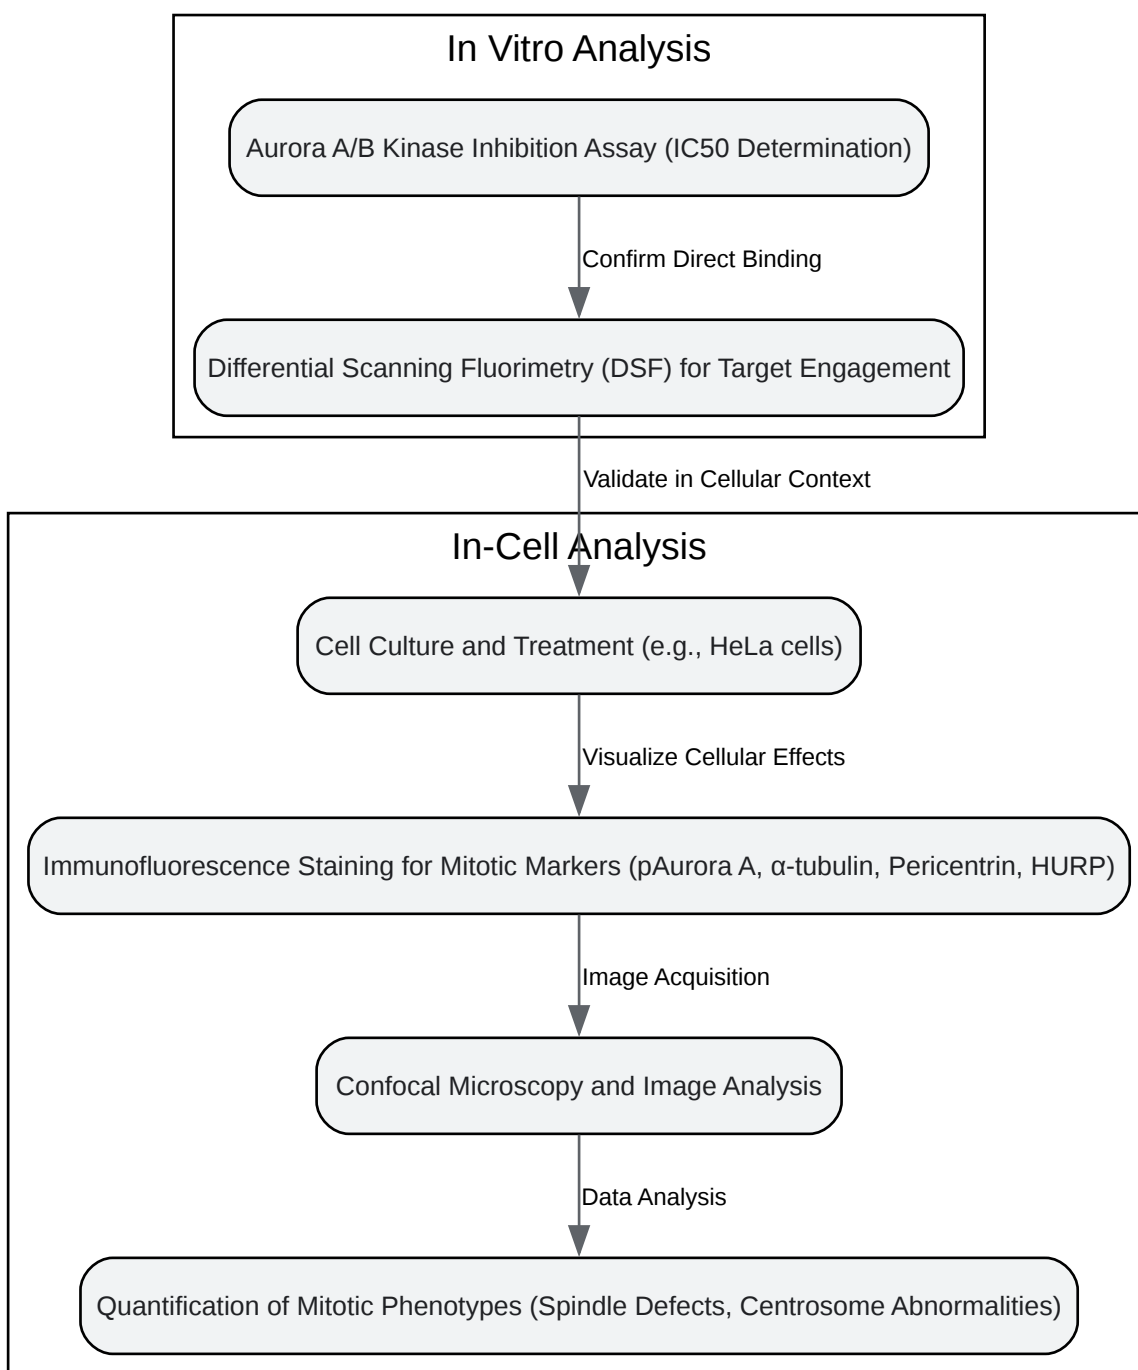 In Vitro Analysis
Aurora A/B Kinase Inhibition Assay (IC50 Determination)
Confirm Direct Binding
Differential Scanning Fluorimetry (DSF) for Target Engagement
Validate in Cellular Context
In-Cell Analysis
Cell Culture and Treatment (e.g., HeLa cells)
Visualize Cellular Effects
Immunofluorescence Staining for Mitotic Markers (pAurora A, α-tubulin, Pericentrin, HURP)
Image Acquisition
Confocal Microscopy and Image Analysis
Data Analysis
Quantification of Mitotic Phenotypes (Spindle Defects, Centrosome Abnormalities)